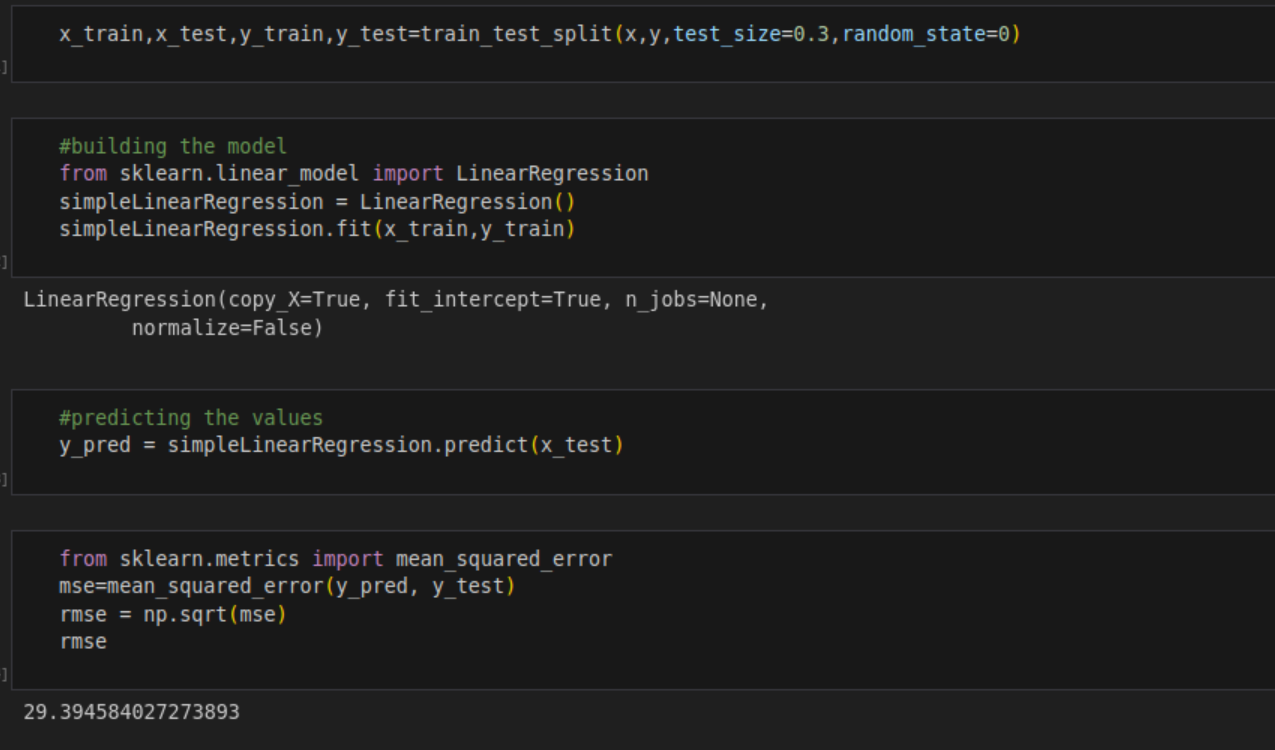 x_train,x_test,y_train,y_test=train_test_split(x,y,test_size=0.3,random_state=0)
]
#building the model
from sklearn.linear_model import LinearRegression
simpleLinearRegression = LinearRegression()
simpleLinearRegression.fit(x_train,y_train)
]
LinearRegression(copy_X=True, fit_intercept=True, n_jobs=None,
normalize=False)
#predicting the values
y_pred = simpleLinearRegression.predict(x_test)
]
from sklearn.metrics import mean_squared_error
mse=mean_squared_error(y_pred, y_test)
rmse = np.sqrt(mse)
rmse
]
29.394584027273893